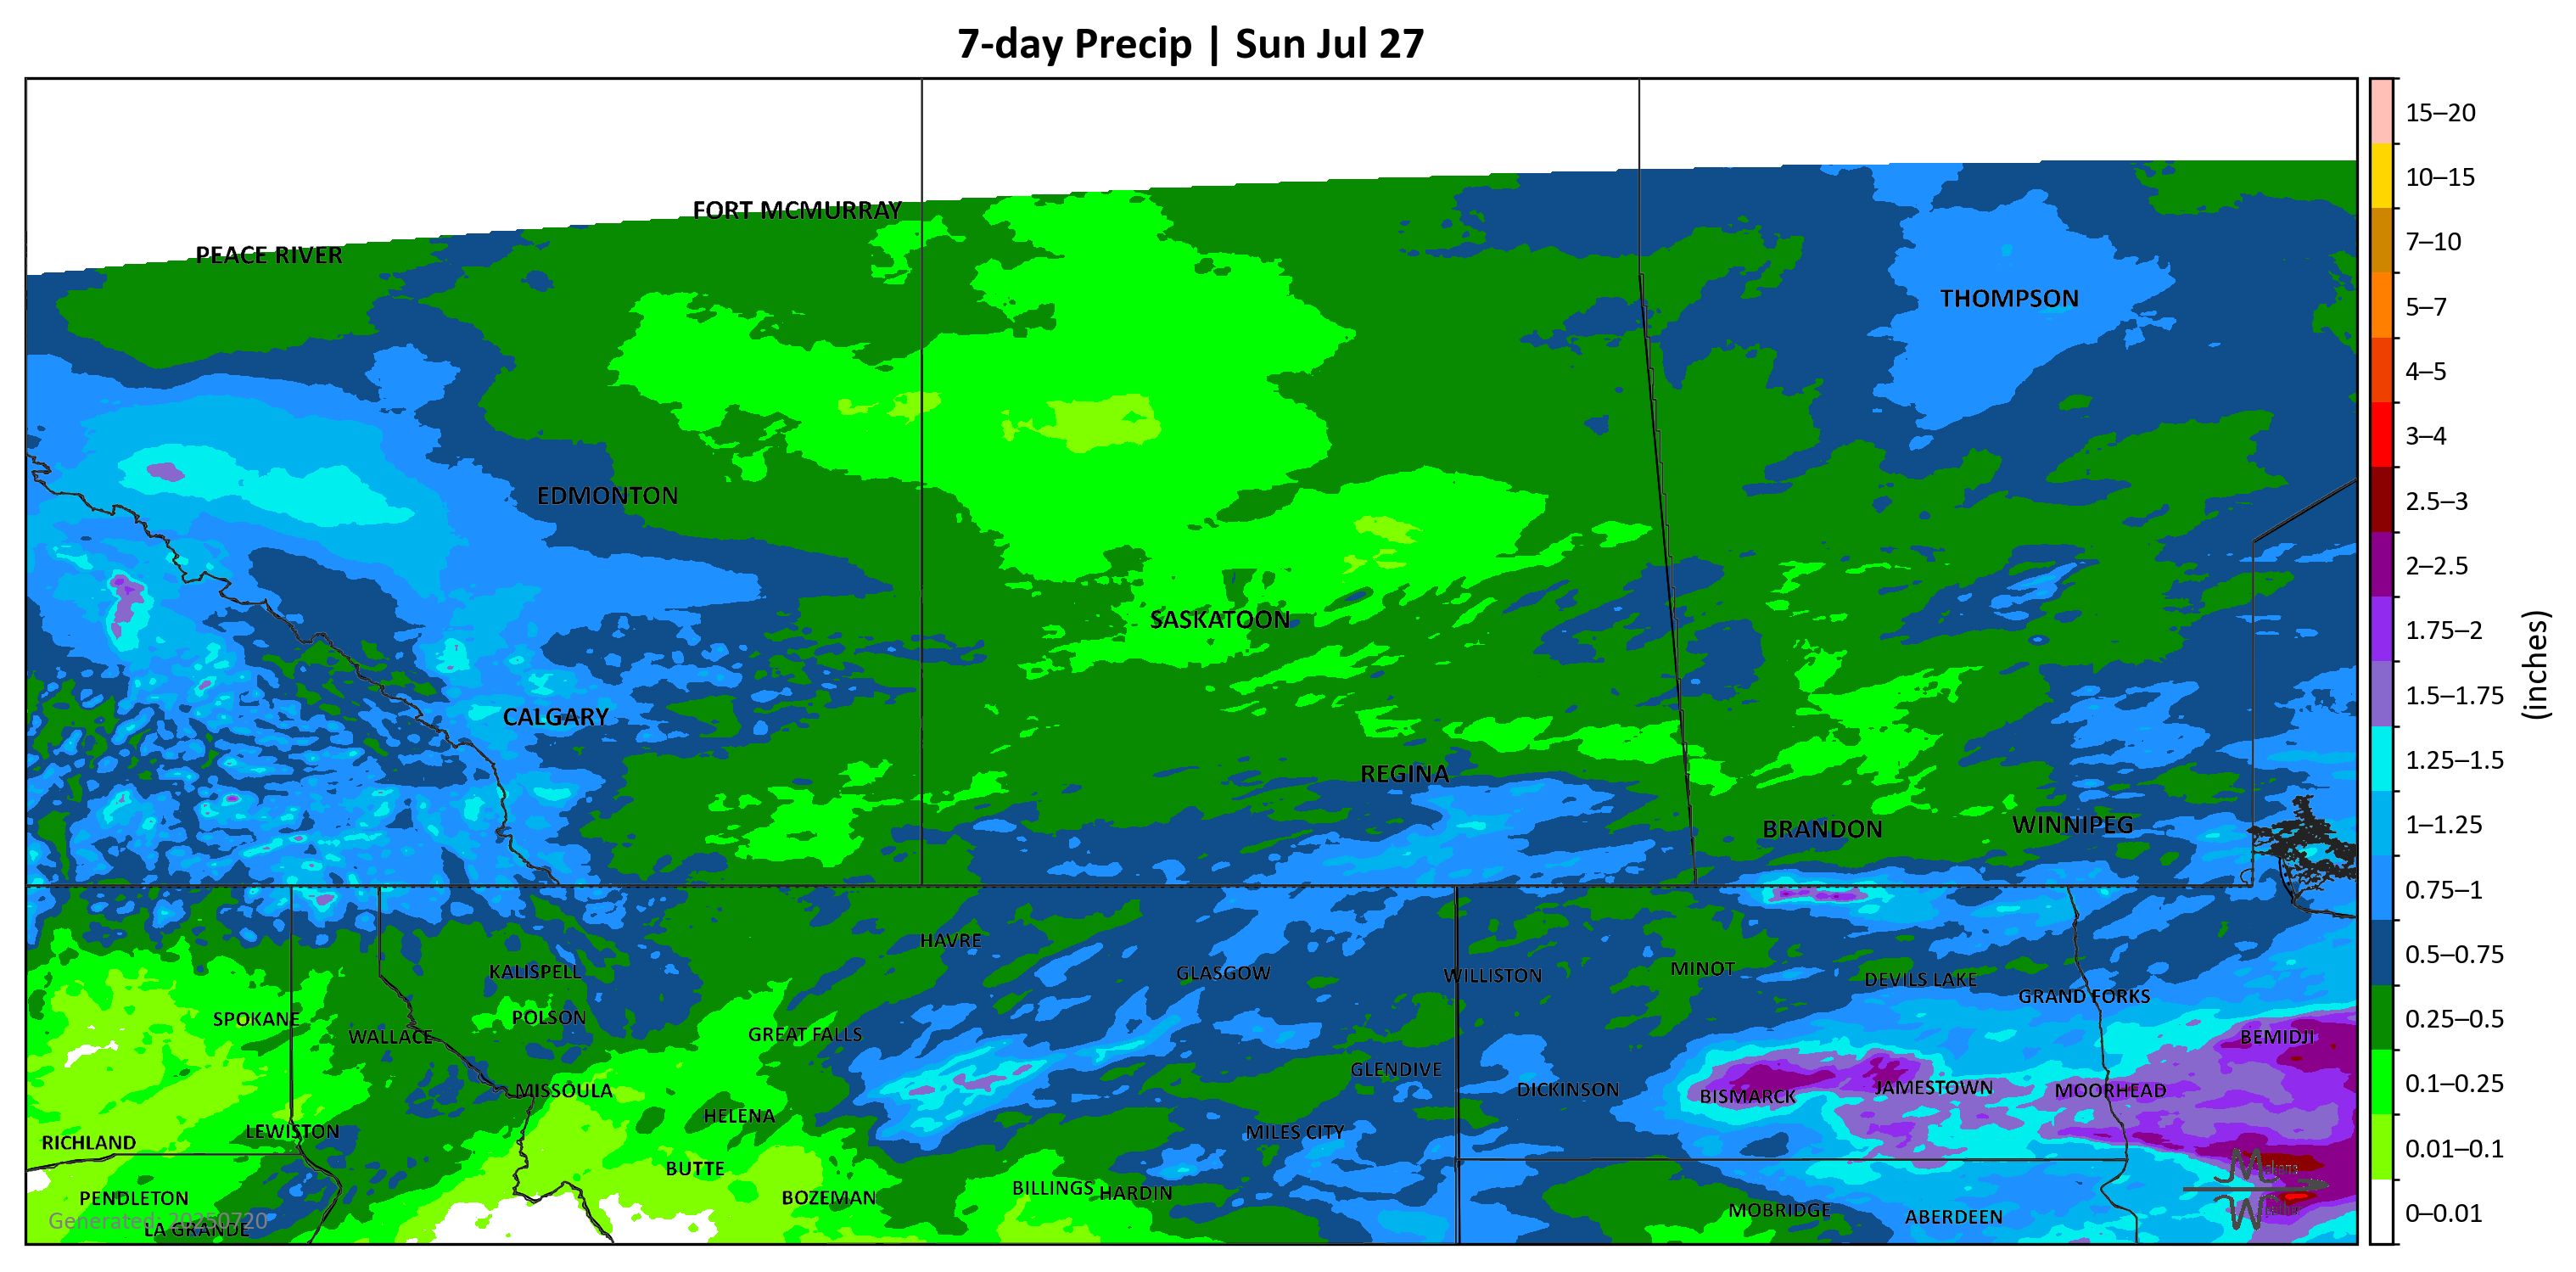 7-day Precip | Sun Jul 27
15–20
10–15
7–10
5–7
4–5
3–4
2.5–3
2–2.5
1.75–2
1.5–1.75
1.25–1.5
1–1.25
0.75–1
0.5–0.75
0.25–0.5
0.1–0.25
0.01–0.1
0–0.01
(inches)
FORT MCMURRAY
PEACE RIVER
THOMPSON
EDMONTON
SASKATOON
CALGARY
REGINA
BRANDON
WINNIPEG
HAVRE
KALISPELL
GLASGOW
WILLISTON
MINOT
DEVILS LAKE
GRAND FORKS
SPOKANE
POLSON
WALLACE
GREAT FALLS
BEMIDJI
GLENDIVE
MISSOULA
DICKINSON
BISMARCK
JAMESTOWN
MOORHEAD
HELENA
LEWISTON
RICHLAND
MILES CITY
BUTTE
PENDLETON
BOZEMAN
BILLINGS
HARDIN
MOBRIDGE
ABERDEEN
Generated: 20250720
LA GRANDE